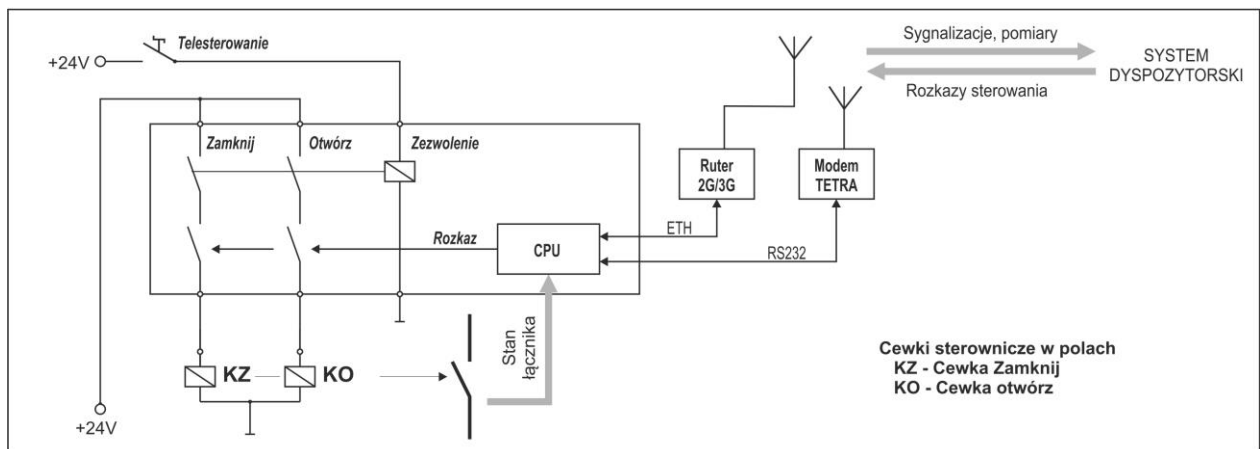 Telesterowanie
+24V
Zamknij
Otwórz
Zezwolenie
Rozkaz
CPU
ETH
RS232
Ruter
2G/3G
Modem
TETRA
Sygnalizacje, pomiary
Rozkazy sterowania
SYSTEM
DYSPOZYTORSKI
KZ
KO
Stan
łącznika
+24V
Cewki sterownicze w polach
KZ - Cewka Zamknij
KO - Cewka otwórz